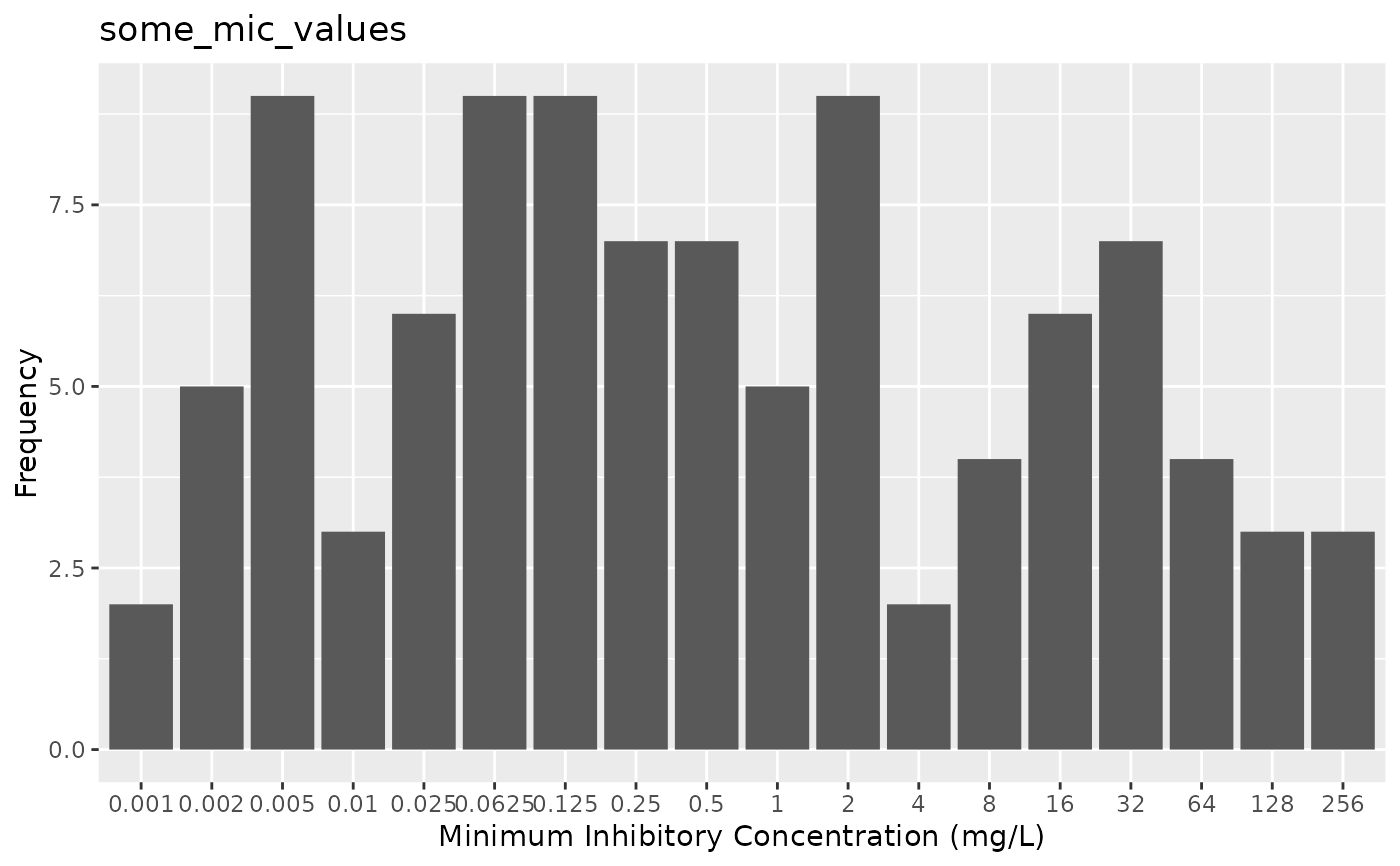 some_mic_values
7.5
5.0
2.5
0.0
Frequency
0.001 0.002 0.005 0.01 0.025 0.0625 0.125 0.25 0.5 1 2 4 8 16 32 64 128 256
Minimum Inhibitory Concentration (mg/L)